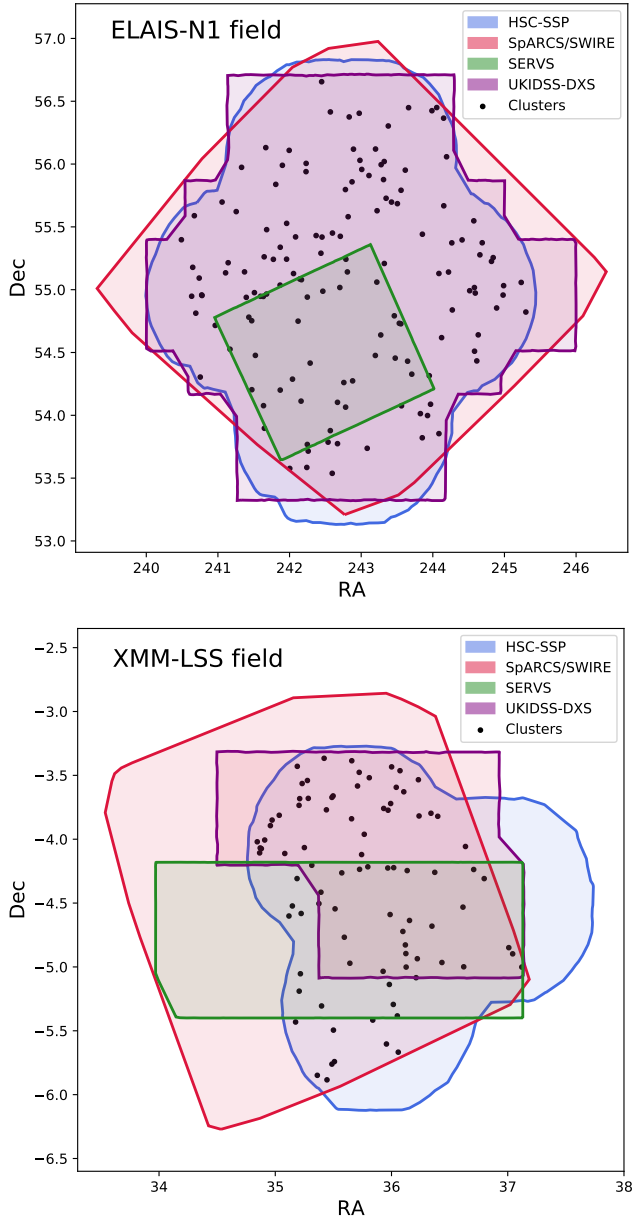 ELAIS-N1 field
HSC-SSP
SpARCS/SWIRE
SERVS
UKIDSS-DXS
Clusters
57.0
56.5
56.0
55.5
55.0
54.5
54.0
53.5
53.0
Dec
240 241 242 243 244 245 246
RA
XMM-LSS field
HSC-SSP
SpARCS/SWIRE
SERVS
UKIDSS-DXS
Clusters
−2.5
−3.0
−3.5
−4.0
−4.5
−5.0
−5.5
−6.0
−6.5
Dec
34 35 36 37 38
RA